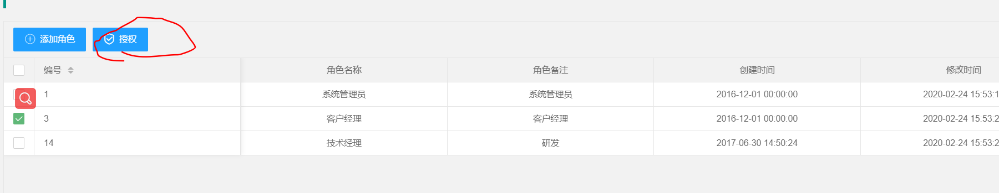 添加角色 授权
编号 角色名称 角色备注 创建时间 修改时间
1 系统管理员 系统管理员 2016-12-01 00:00:00 2020-02-24 15:53:1
3 客户经理 客户经理 2016-12-01 00:00:00 2020-02-24 15:53:2
14 技术经理 研发 2017-06-30 14:50:24 2020-02-24 15:53:2